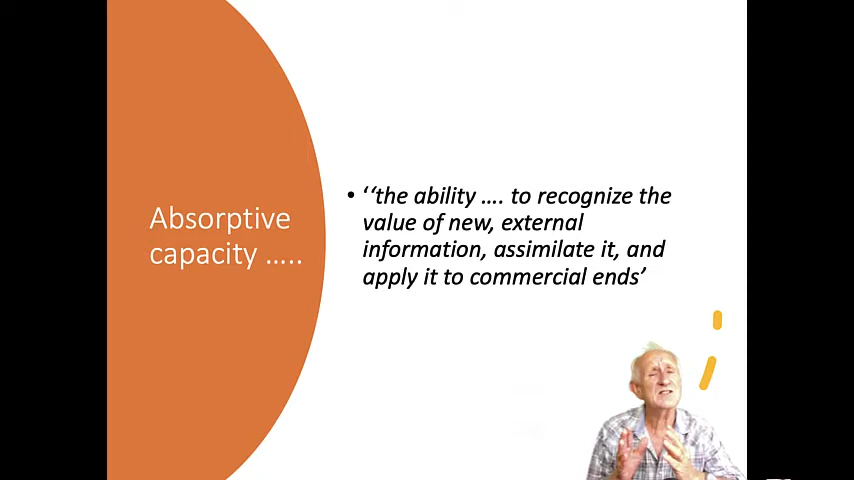 Absorptive
capacity …..
• ‘‘the ability …. to recognize the
value of new, external
information, assimilate it, and
apply it to commercial ends’